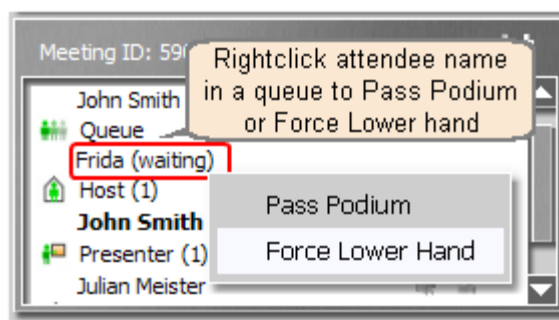 Meeting ID: 59
Rightclick attendee name
in a queue to Pass Podium
or Force Lower hand
John Smith
Queue
Frida (waiting)
Host (1)
John Smith
Presenter (1)
Julian Meister
Pass Podium
Force Lower Hand